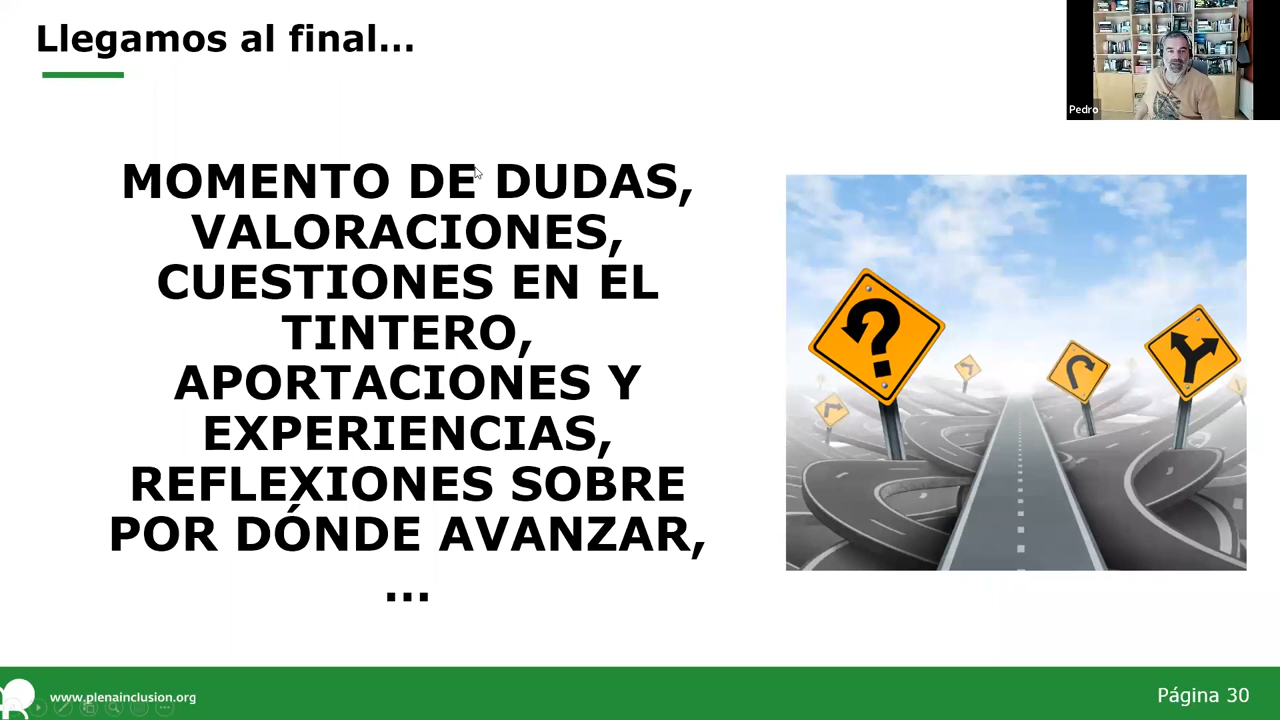 Llegamos al final...
Pedro
MOMENTO DE DUDAS,
VALORACIONES,
CUESTIONES EN EL
TINTERO,
APORTACIONES Y
EXPERIENCIAS,
REFLEXIONES SOBRE
POR DÓNDE AVANZAR,
...
?
www.plenainclusion.org
Página 30